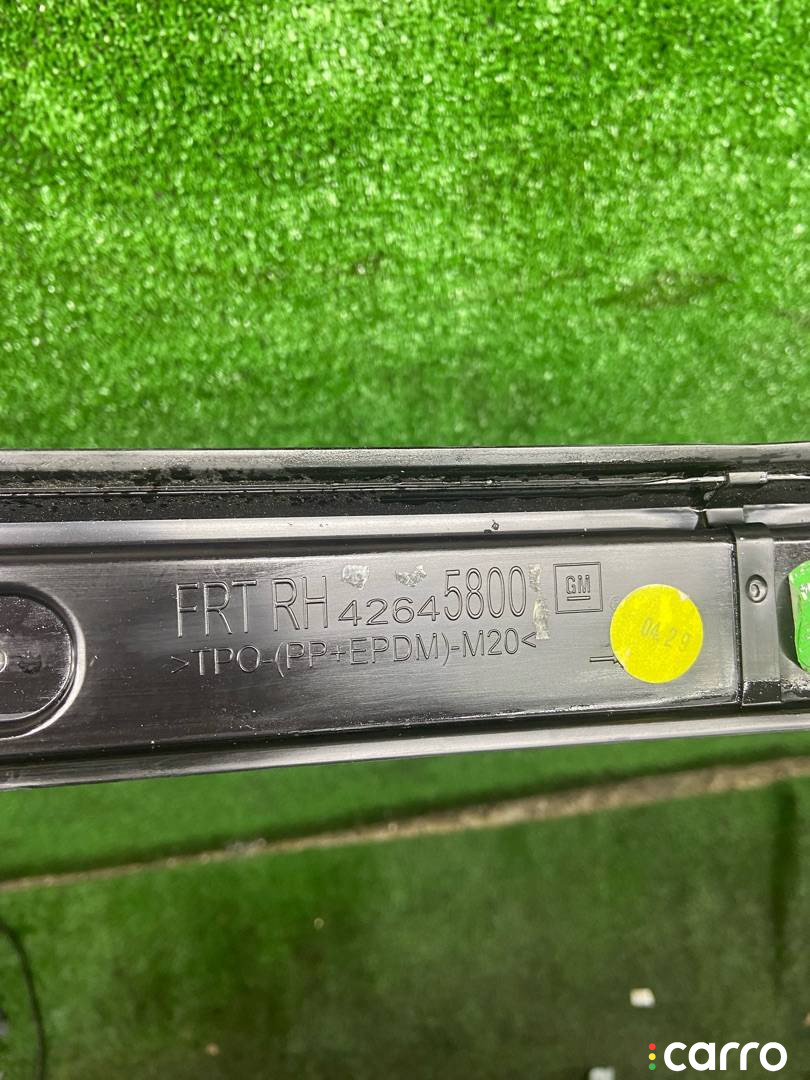 FRT RH 42645800
GM
>TPO-(PP+EPDM)-M20<
04.29
carro